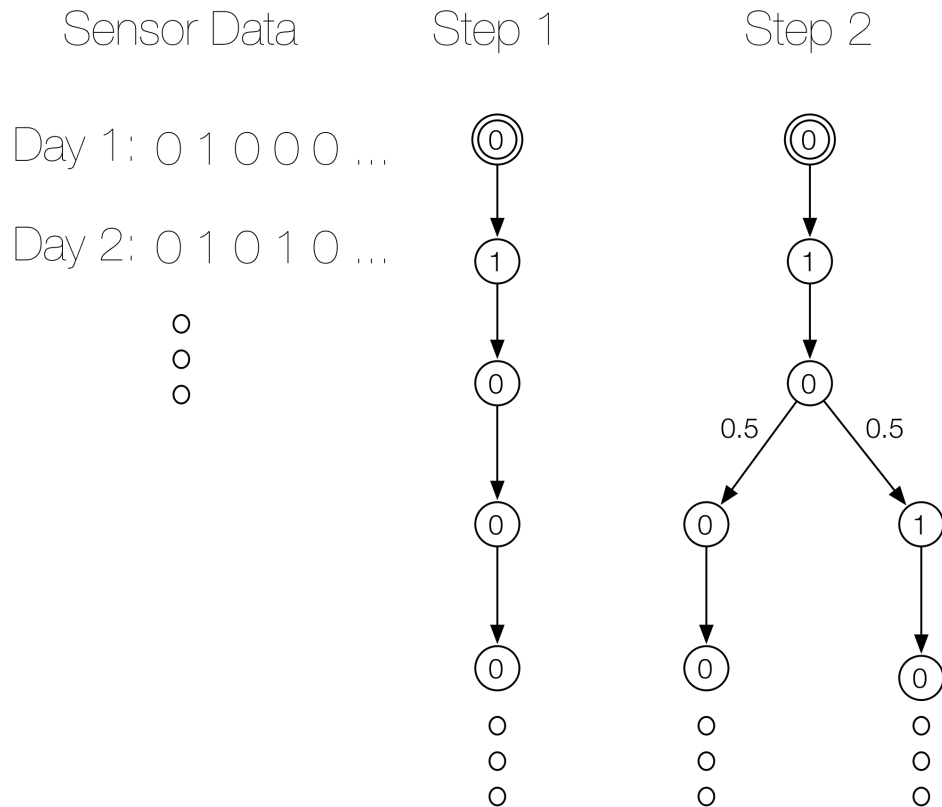 Sensor Data Step 1 Step 2
0 0
Day 1: 0 1 0 0 0 ...
Day 2: 0 1 0 1 0 ...
1 1
0 0
0.5 0.5
0 0 1
0 0 0